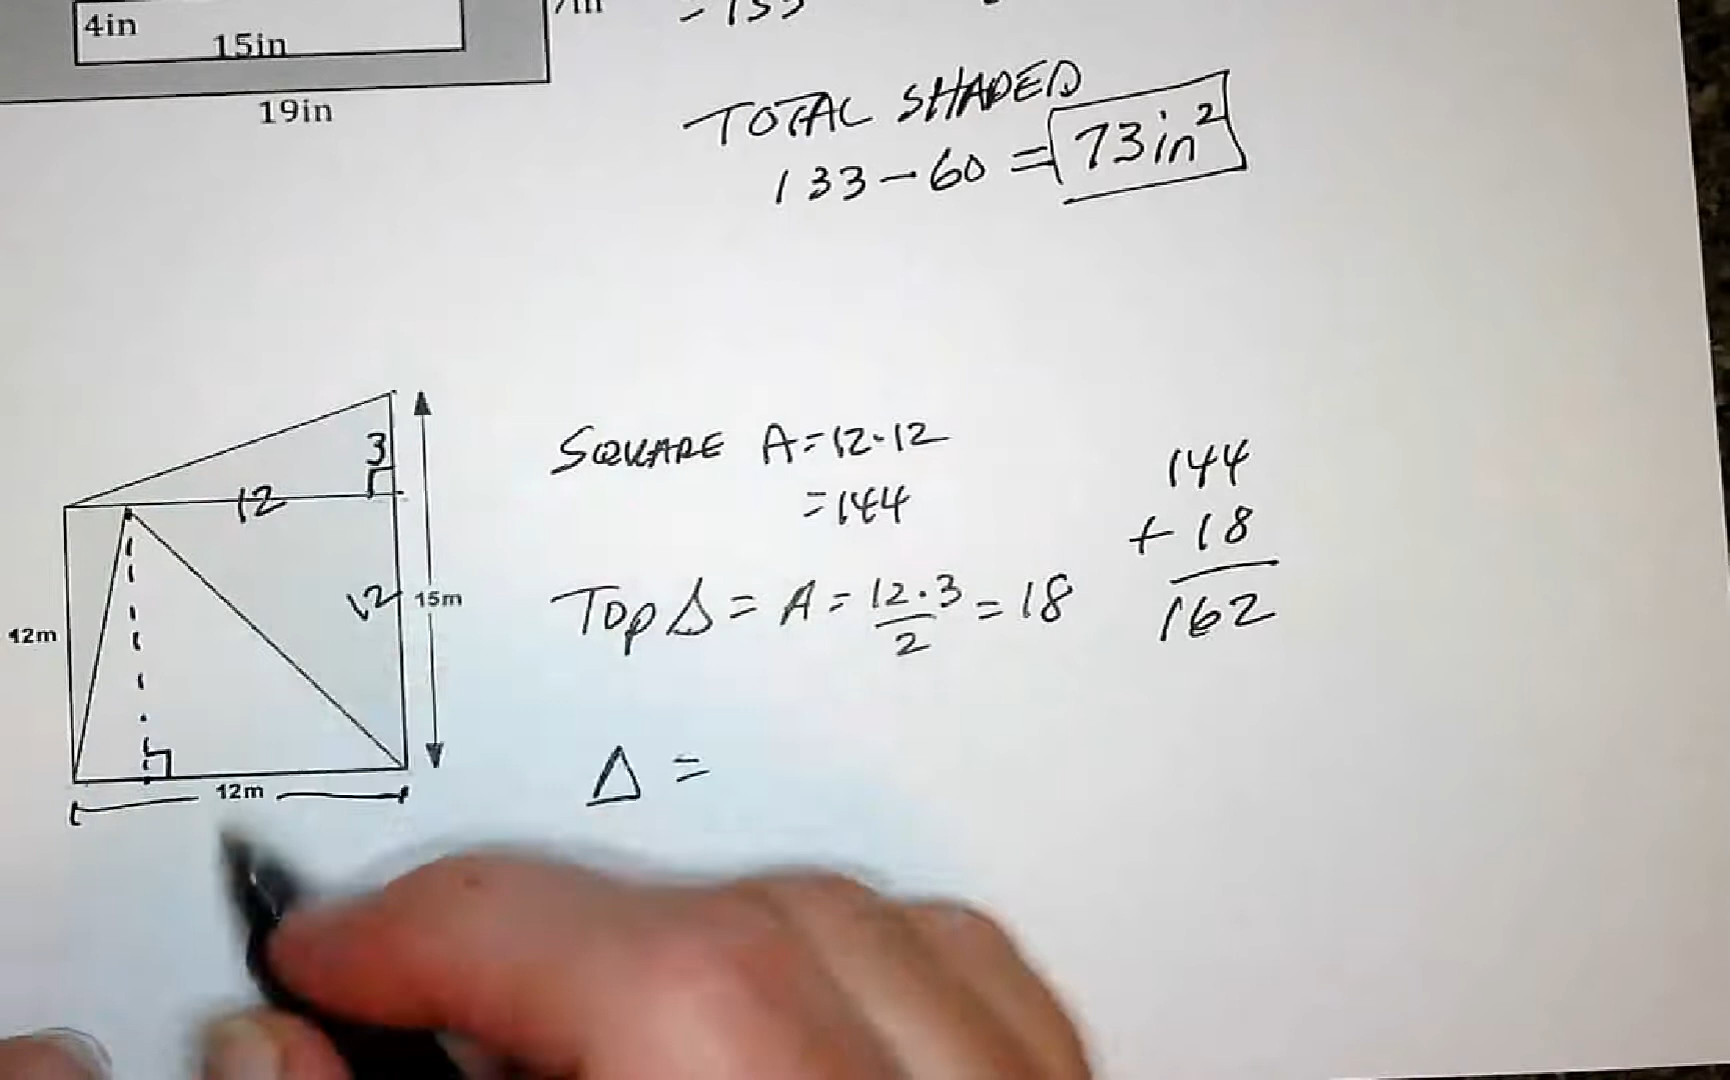 4in
15in
19in
TOTAL SHADED
133-60 = 73in²
3
12
12
15m
12m
12m
SQUARE A=12·12
=144
TOP Δ = A = 12·3/2 = 18
Δ =
144
+ 18
162